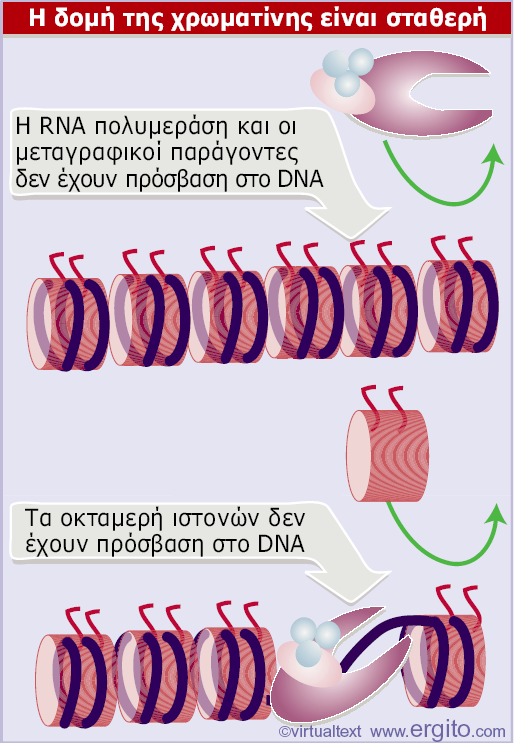 Η δομή της χρωματίνης είναι σταθερή
Η RNA πολυμεράση και οι
μεταγραφικοί παράγοντες
δεν έχουν πρόσβαση στο DNA
Τα οκταμερή ιστονών δεν
έχουν πρόσβαση στο DNA
©virtualtext www.ergito.com